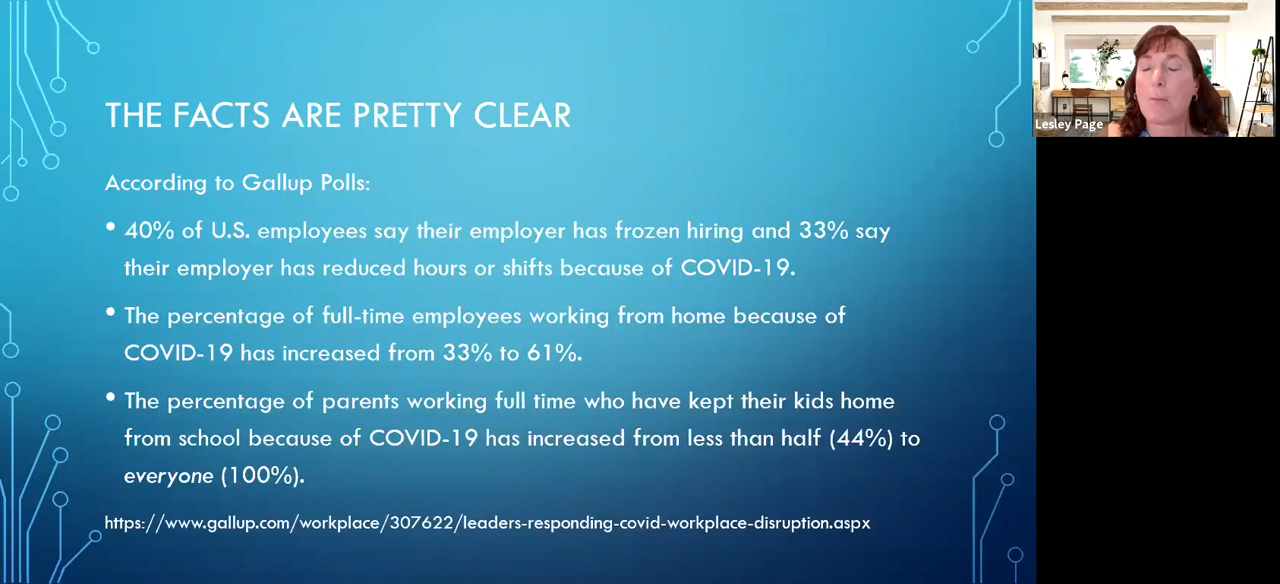 THE FACTS ARE PRETTY CLEAR
According to Gallup Polls:
• 40% of U.S. employees say their employer has frozen hiring and 33% say
their employer has reduced hours or shifts because of COVID-19.
• The percentage of full-time employees working from home because of
COVID-19 has increased from 33% to 61%.
• The percentage of parents working full time who have kept their kids home
from school because of COVID-19 has increased from less than half (44%) to
everyone (100%).
https://www.gallup.com/workplace/307622/leaders-responding-covid-workplace-disruption.aspx
Lesley Page